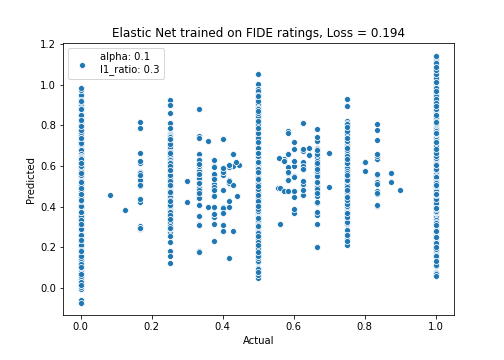 Elastic Net trained on FIDE ratings, Loss = 0.194
alpha: 0.1
l1_ratio: 0.3
1.2
1.0
0.8
0.6
0.4
0.2
0.0
Predicted
0.0 0.2 0.4 0.6 0.8 1.0
Actual